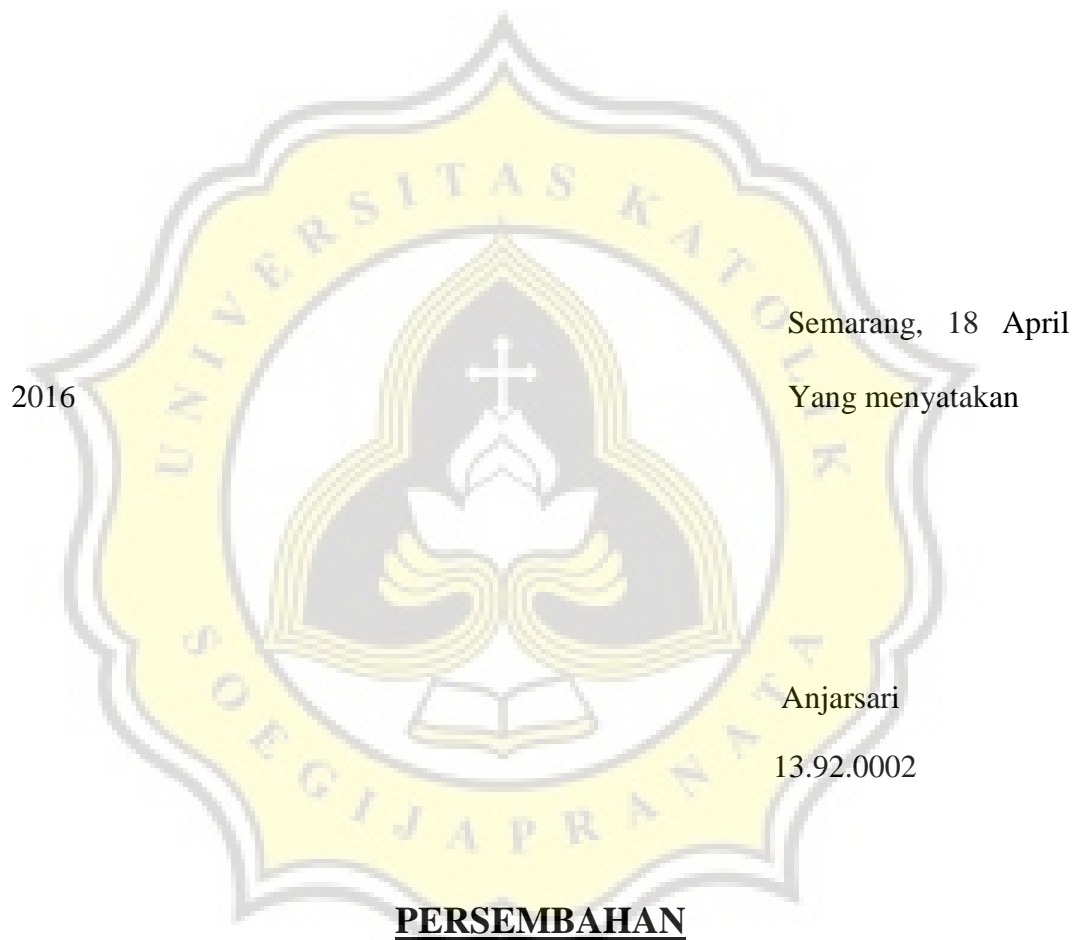 UNIVERSITAS KATOLIK
Semarang, 18 April
2016 Yang menyatakan
Anjarsari
13.92.0002
SOEGIJAPRANATA
PERSEMBAHAN